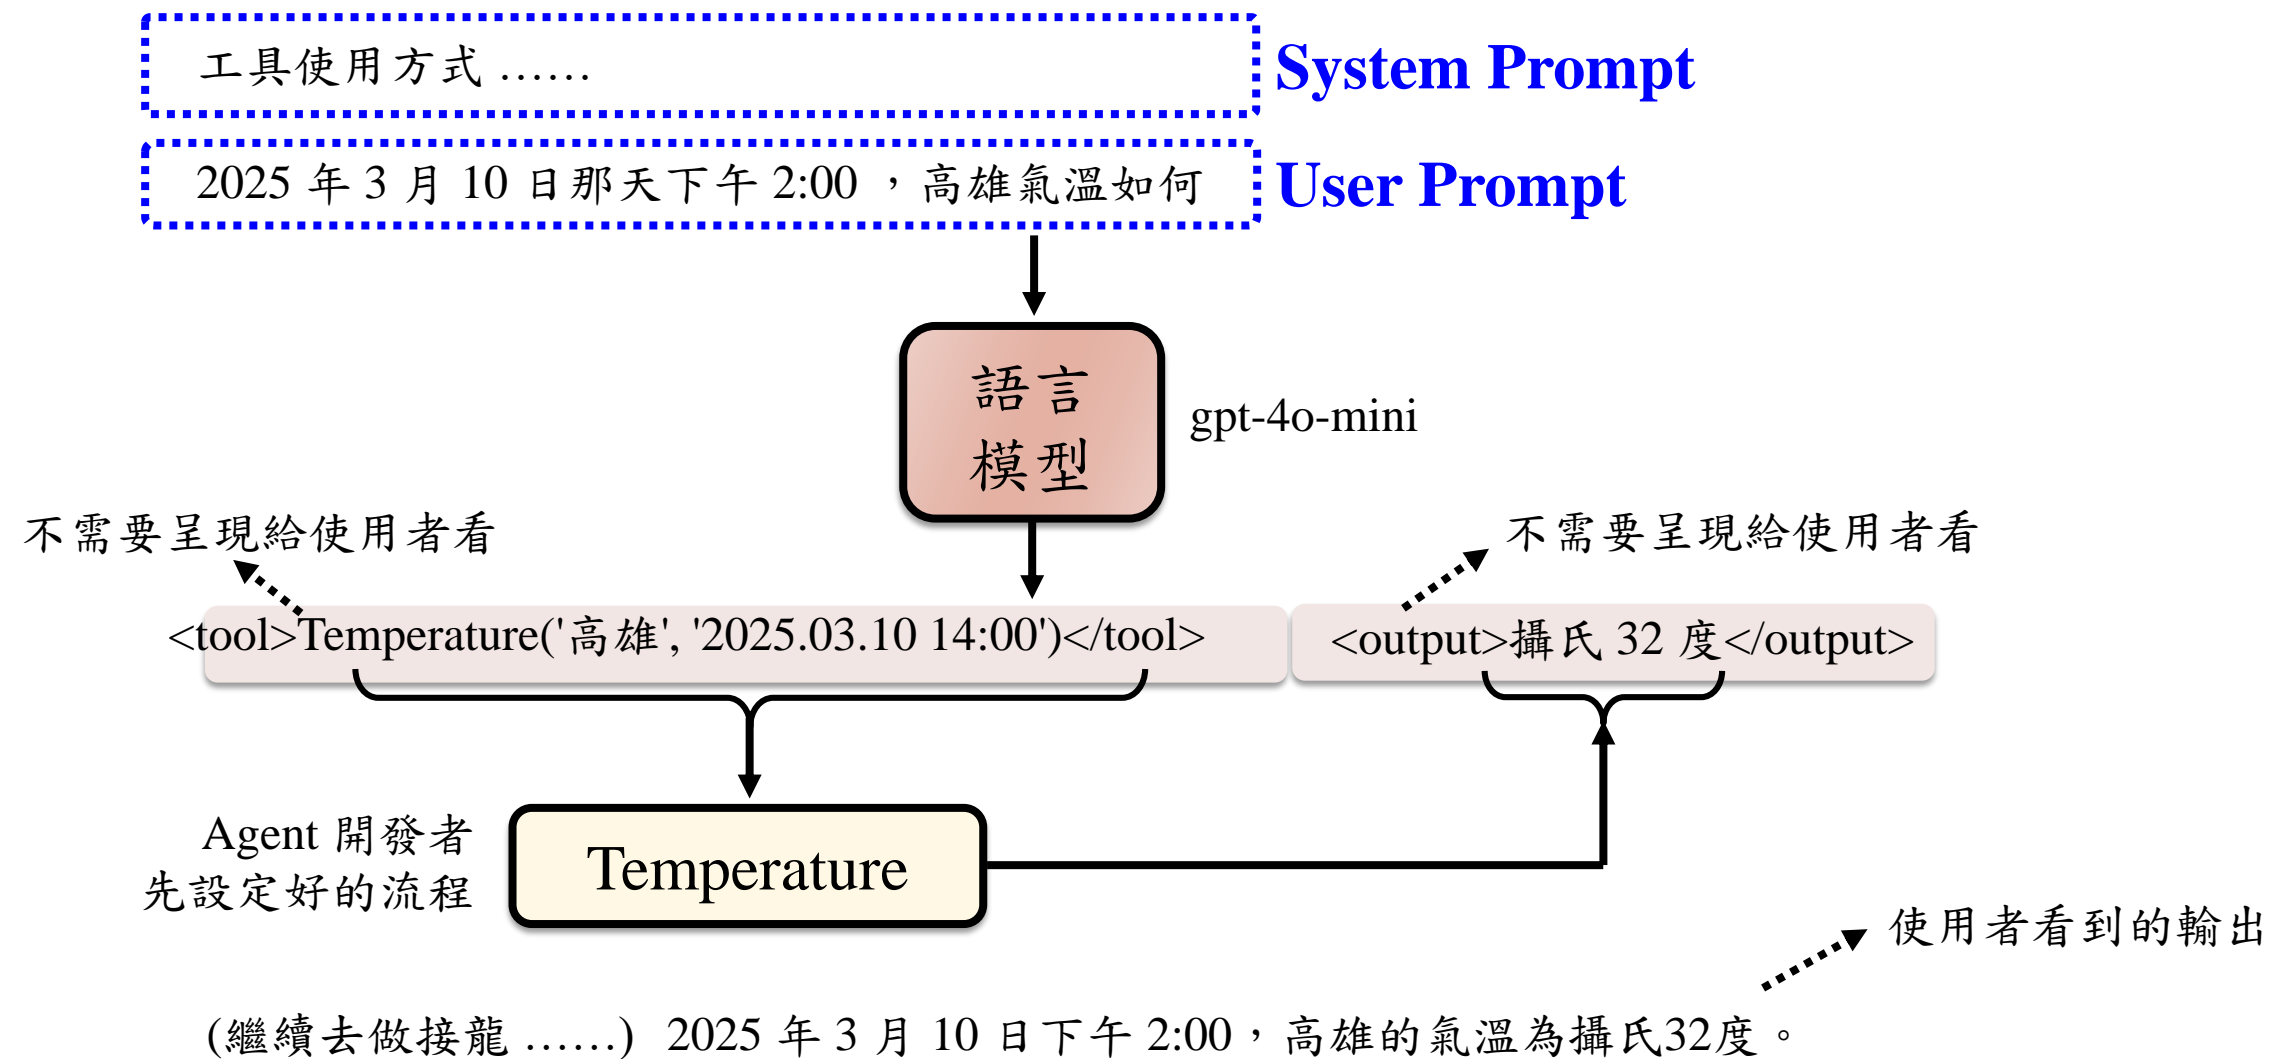 工具使用方式 ……
System Prompt
2025 年 3 月 10 日那天下午 2:00 ，高雄氣溫如何
User Prompt
語言
模型
gpt-4o-mini
不需要呈現給使用者看
不需要呈現給使用者看
<tool>Temperature('高雄', '2025.03.10 14:00')</tool>
<output>攝氏 32 度</output>
Agent 開發者
先設定好的流程
Temperature
使用者看到的輸出
(繼續去做接龍 ……) 2025 年 3 月 10 日下午 2:00，高雄的氣溫為攝氏32度。